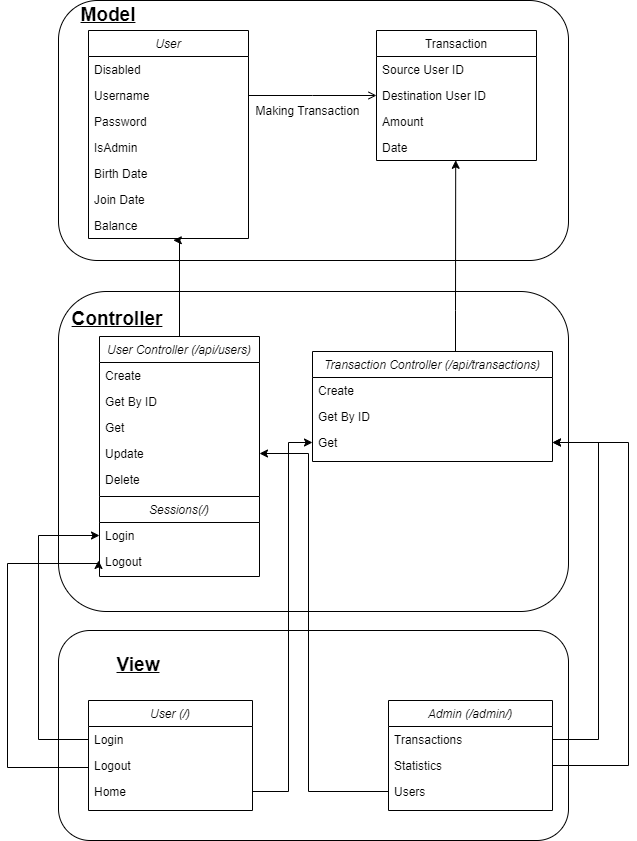 Model
User
Disabled
Username
Password
IsAdmin
Birth Date
Join Date
Balance
Making Transaction
Transaction
Source User ID
Destination User ID
Amount
Date
Controller
User Controller (/api/users)
Create
Get By ID
Get
Update
Delete
Sessions(/)
Login
Logout
Transaction Controller (/api/transactions)
Create
Get By ID
Get
View
User (/)
Login
Logout
Home
Admin (/admin/)
Transactions
Statistics
Users